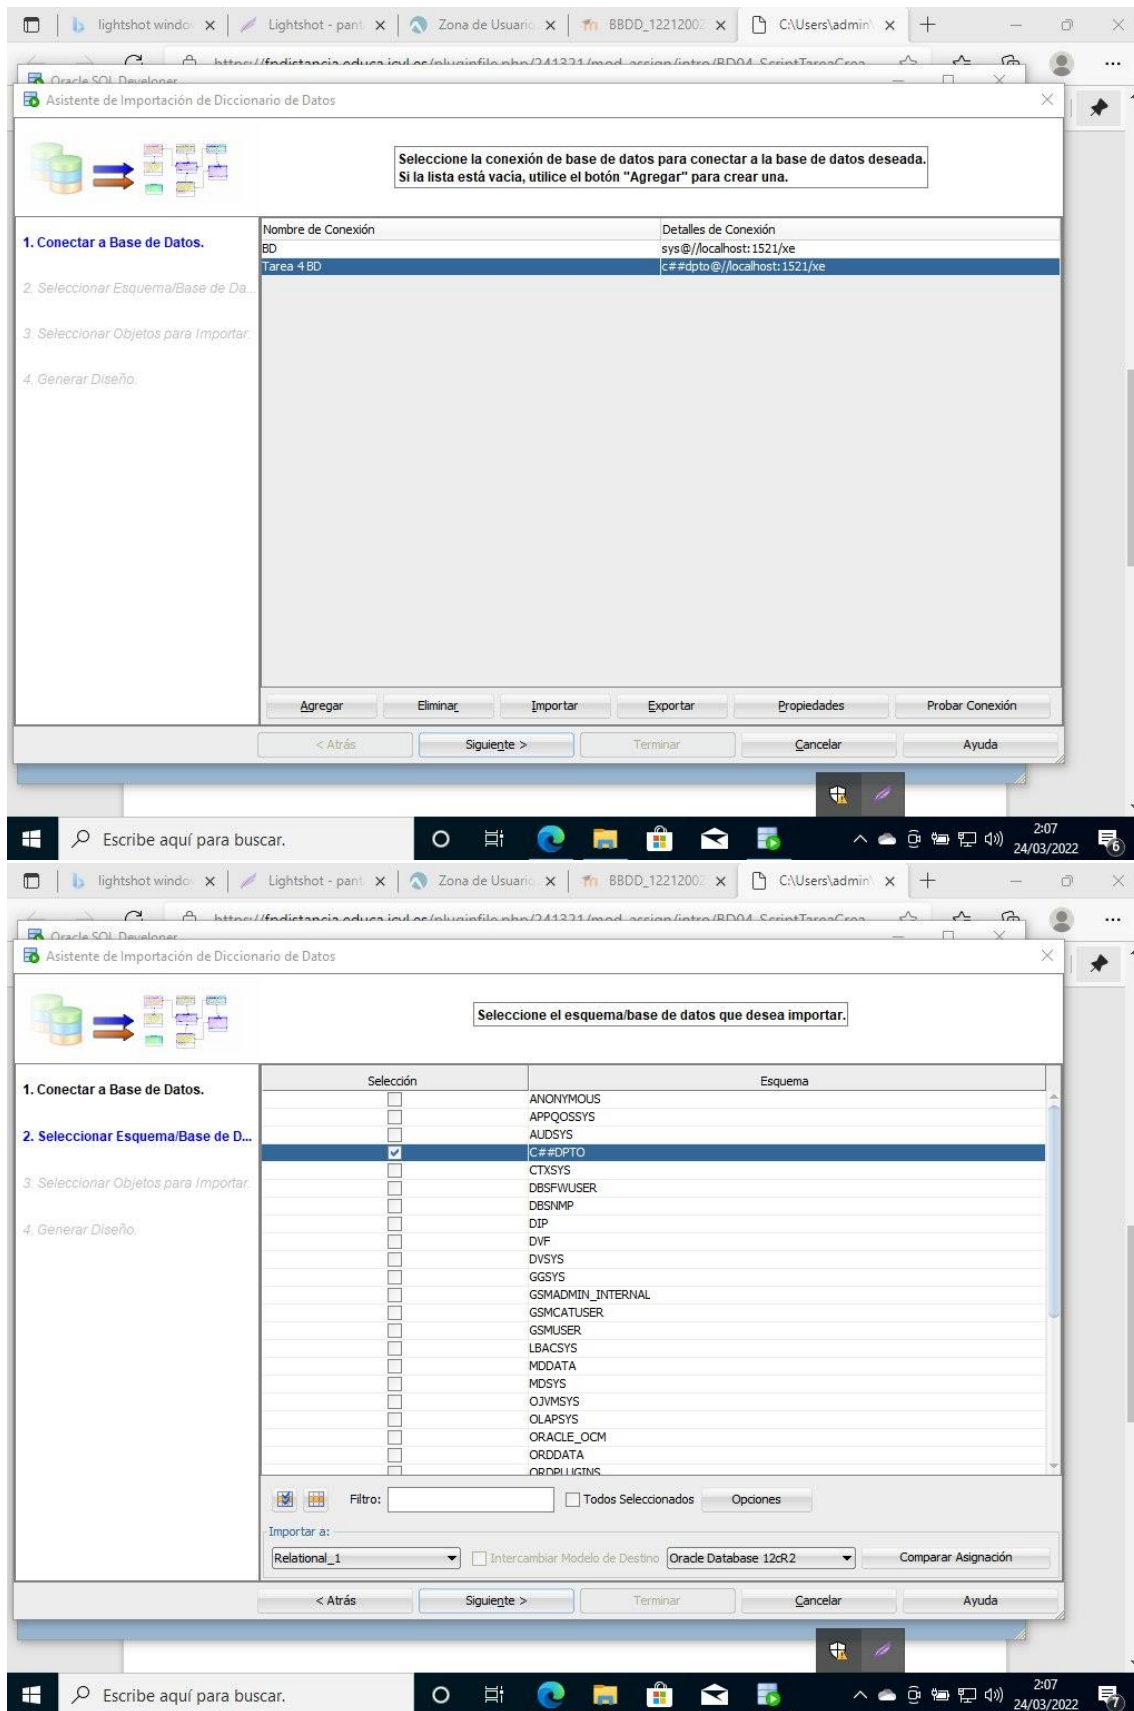 lightshot windo
Lightshot - pant
Zona de Usuario
BBDD_12212002
C:\Users\admin\
Oracle SQL Developer
Asistente de Importación de Diccionario de Datos
Seleccione la conexión de base de datos para conectar a la base de datos deseada.
Si la lista está vacía, utilice el botón "Agregar" para crear una.
1. Conectar a Base de Datos.
2. Seleccionar Esquema/Base de Da...
3. Seleccionar Objetos para Importar.
4. Generar Diseño.
Nombre de Conexión Detalles de Conexión
BD sys@//localhost:1521/xe
Tarea 4 BD c##dpto@//localhost:1521/xe
Agregar Eliminar Importar Exportar Propiedades Probar Conexión
< Atrás Siguiente > Terminar Cancelar Ayuda
Escribe aquí para buscar.
2:07
24/03/2022
6
lightshot windo
Lightshot - pant
Zona de Usuario
BBDD_12212002
C:\Users\admin\
Oracle SQL Developer
Asistente de Importación de Diccionario de Datos
Seleccione el esquema/base de datos que desea importar.
1. Conectar a Base de Datos.
2. Seleccionar Esquema/Base de D...
3. Seleccionar Objetos para Importar.
4. Generar Diseño.
Selección Esquema
ANONYMOUS
APPQOSSYS
AUDSYS
C##DPTO
CTXSYS
DBSFWUSER
DBSNMP
DIP
DVF
DVSYS
GGSYS
GSMADMIN_INTERNAL
GSMCATUSER
GSMUSER
LBACSYS
MDDATA
MDSYS
OJVMSYS
OLAPSYS
ORACLE_OCM
ORDDATA
ORDPLUGINS
Filtro: Todos Seleccionados Opciones
Importar a:
Relational_1 Intercambiar Modelo de Destino Oracle Database 12cR2 Comparar Asignación
< Atrás Siguiente > Terminar Cancelar Ayuda
Escribe aquí para buscar.
2:07
24/03/2022
7